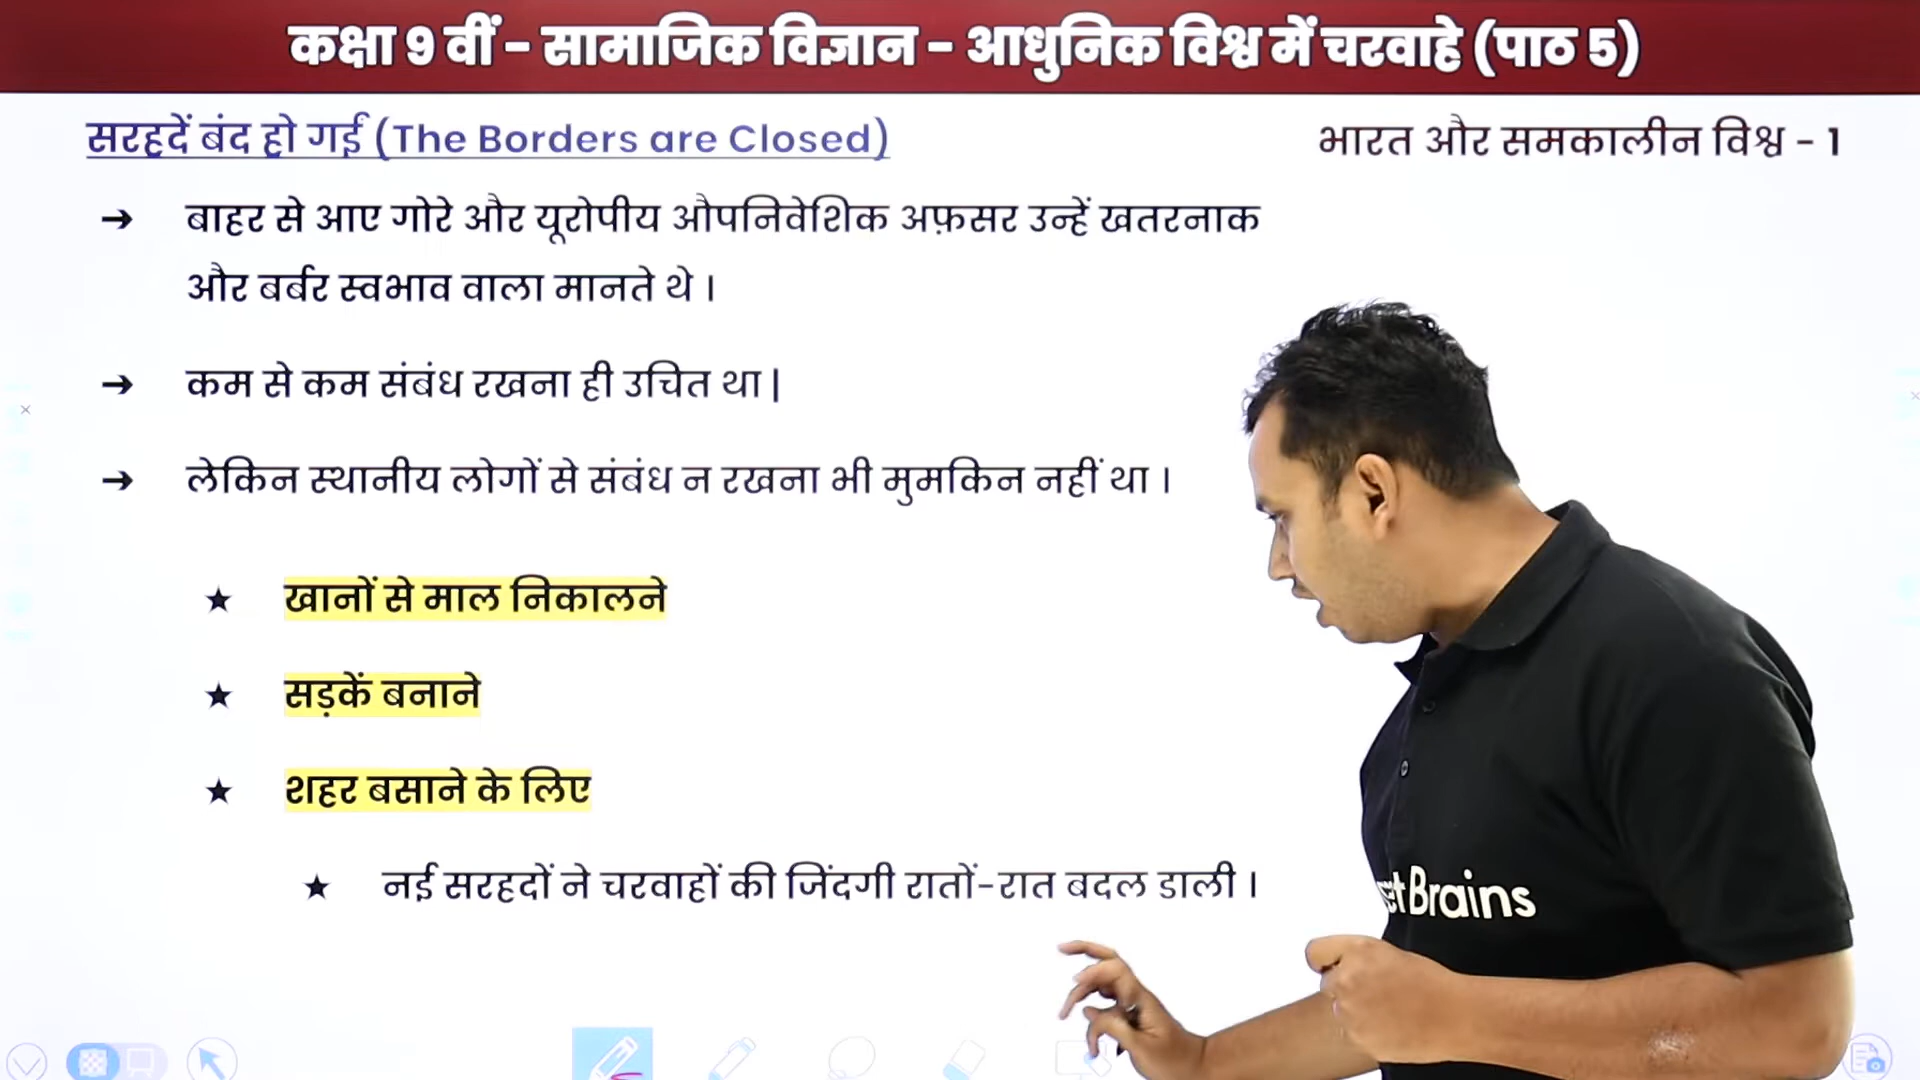 कक्षा 9 वीं - सामाजिक विज्ञान - आधुनिक विश्व में चरवाहे (पाठ 5)
सरहदें बंद हो गईं (The Borders are Closed)
भारत और समकालीन विश्व - 1
➔ बाहर से आए गोरे और यूरोपीय औपनिवेशिक अफ़सर उन्हें खतरनाक
और बर्बर स्वभाव वाला मानते थे ।
➔ कम से कम संबंध रखना ही उचित था |
➔ लेकिन स्थानीय लोगों से संबंध न रखना भी मुमकिन नहीं था ।
★ खानों से माल निकालने
★ सड़कें बनाने
★ शहर बसाने के लिए
★ नई सरहदों ने चरवाहों की जिंदगी रातों-रात बदल डाली ।
Brains